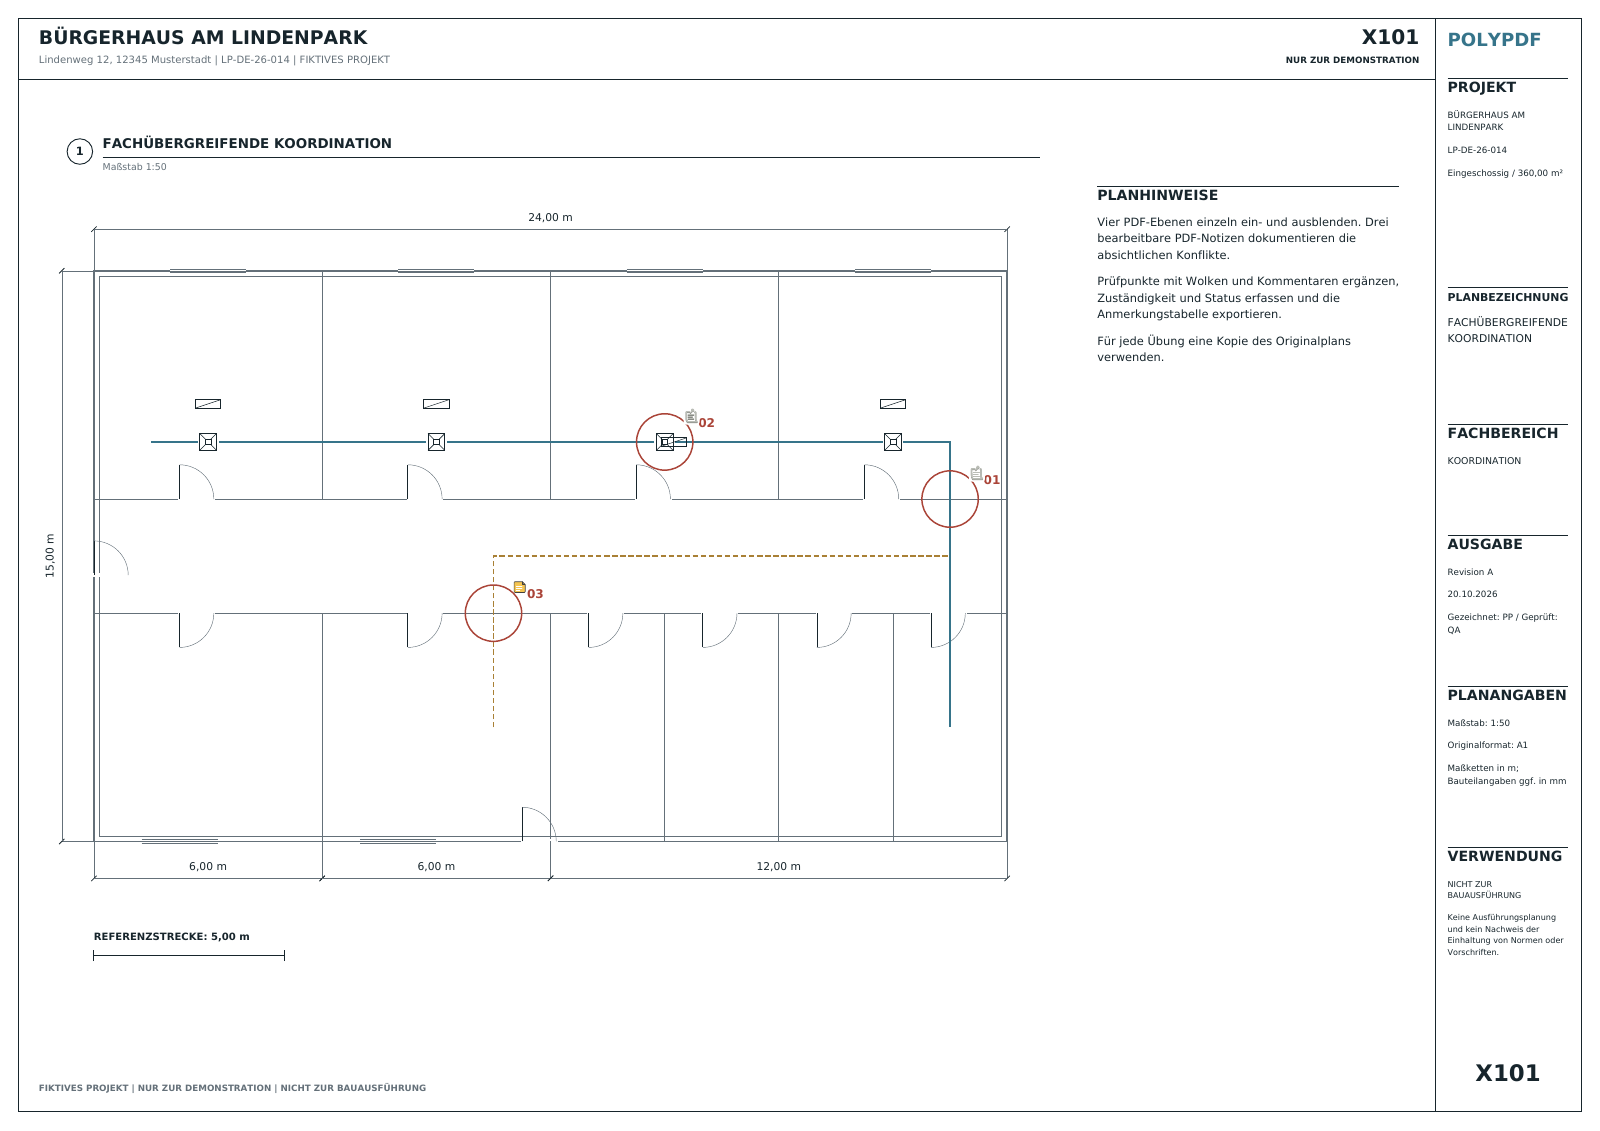 BÜRGERHAUS AM LINDENPARK
Lindenweg 12, 12345 Musterstadt | LP-DE-26-014 | FIKTIVES PROJEKT
X101
NUR ZUR DEMONSTRATION
1
FACHÜBERGREIFENDE KOORDINATION
Maßstab 1:50
24,00 m
15,00 m
02
01
03
6,00 m
6,00 m
12,00 m
REFERENZSTRECKE: 5,00 m
PLANHINWEISE
Vier PDF-Ebenen einzeln ein- und ausblenden. Drei
bearbeitbare PDF-Notizen dokumentieren die
absichtlichen Konflikte.
Prüfpunkte mit Wolken und Kommentaren ergänzen,
Zuständigkeit und Status erfassen und die
Anmerkungstabelle exportieren.
Für jede Übung eine Kopie des Originalplans
verwenden.
POLYPDF
PROJEKT
BÜRGERHAUS AM
LINDENPARK
LP-DE-26-014
Eingeschossig / 360,00 m²
PLANBEZEICHNUNG
FACHÜBERGREIFENDE
KOORDINATION
FACHBEREICH
KOORDINATION
AUSGABE
Revision A
20.10.2026
Gezeichnet: PP / Geprüft:
QA
PLANANGABEN
Maßstab: 1:50
Originalformat: A1
Maßketten in m;
Bauteilangaben ggf. in mm
VERWENDUNG
NICHT ZUR
BAUAUSFÜHRUNG
Keine Ausführungsplanung
und kein Nachweis der
Einhaltung von Normen oder
Vorschriften.
X101
FIKTIVES PROJEKT | NUR ZUR DEMONSTRATION | NICHT ZUR BAUAUSFÜHRUNG